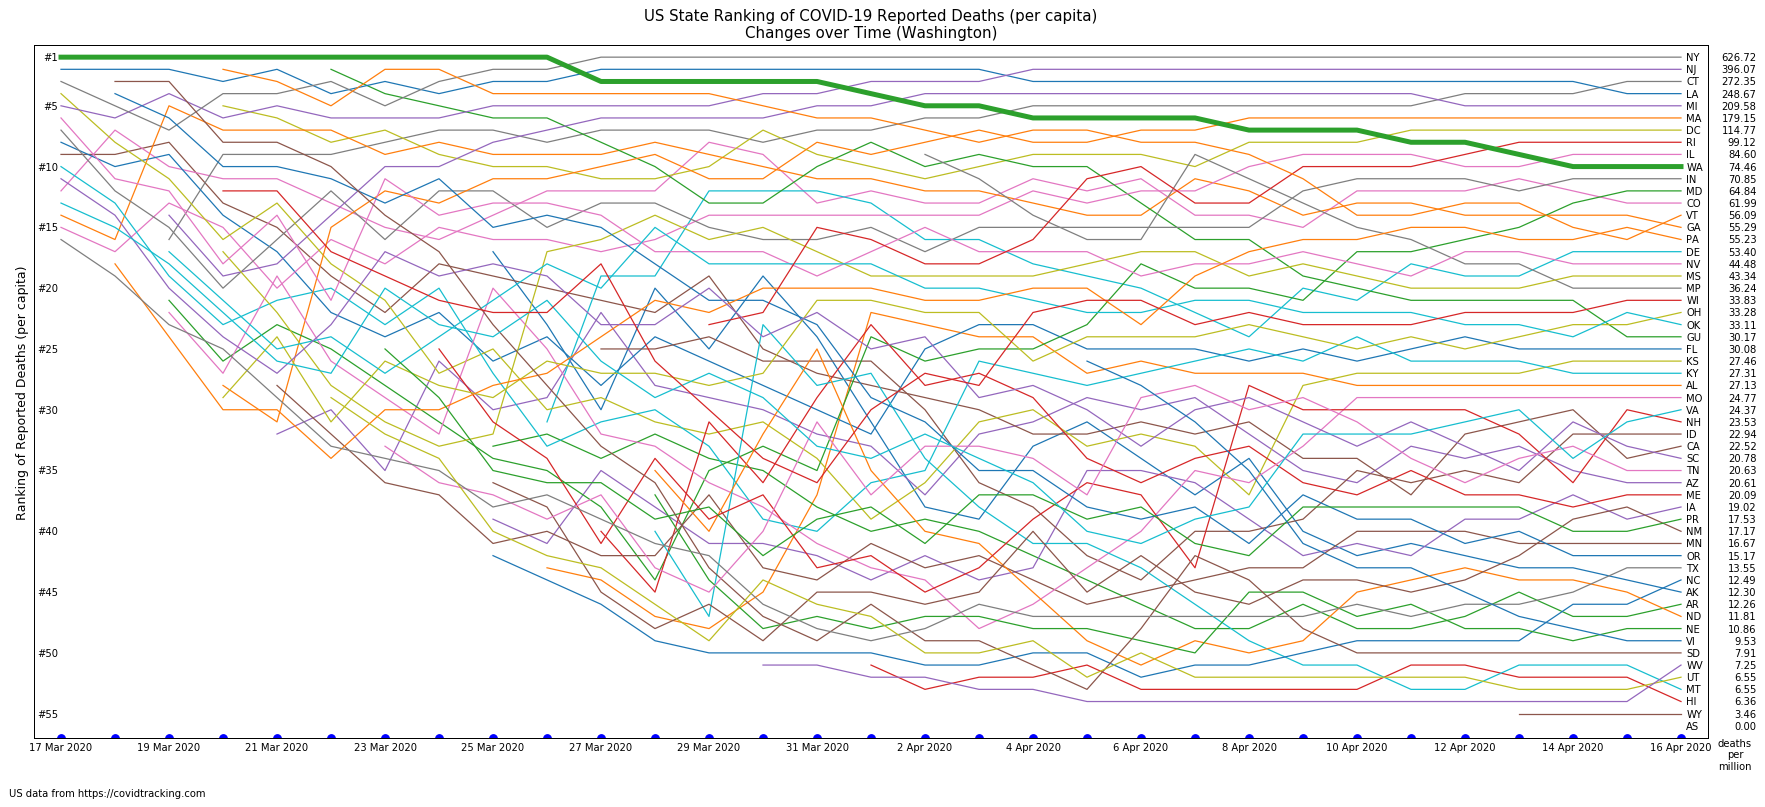 US State Ranking of COVID-19 Reported Deaths (per capita)
Changes over Time (Washington)
Ranking of Reported Deaths (per capita)
#1
#5
#10
#15
#20
#25
#30
#35
#40
#45
#50
#55
NY 626.72
NJ 396.07
CT 272.35
LA 248.67
MI 209.58
MA 179.15
DC 114.77
RI 99.12
IL 84.60
WA 74.46
IN 70.85
MD 64.84
CO 61.99
VT 56.09
GA 55.29
PA 55.23
DE 53.40
NV 44.48
MS 43.34
MP 36.24
WI 33.83
OH 33.28
OK 33.11
GU 30.17
FL 30.08
KS 27.46
KY 27.31
AL 27.13
MO 24.77
VA 24.37
NH 23.53
ID 22.94
CA 22.52
SC 20.78
TN 20.63
AZ 20.61
ME 20.09
IA 19.02
PR 17.53
NM 17.17
MN 16.67
OR 15.17
TX 13.55
NC 12.49
AK 12.30
AR 12.26
ND 11.81
NE 10.86
VI 9.53
SD 7.91
WV 7.25
UT 6.55
MT 6.55
HI 6.36
WY 3.46
AS 0.00
17 Mar 2020 19 Mar 2020 21 Mar 2020 23 Mar 2020 25 Mar 2020 27 Mar 2020 29 Mar 2020 31 Mar 2020 2 Apr 2020 4 Apr 2020 6 Apr 2020 8 Apr 2020 10 Apr 2020 12 Apr 2020 14 Apr 2020 16 Apr 2020
deaths
per
million
US data from https://covidtracking.com